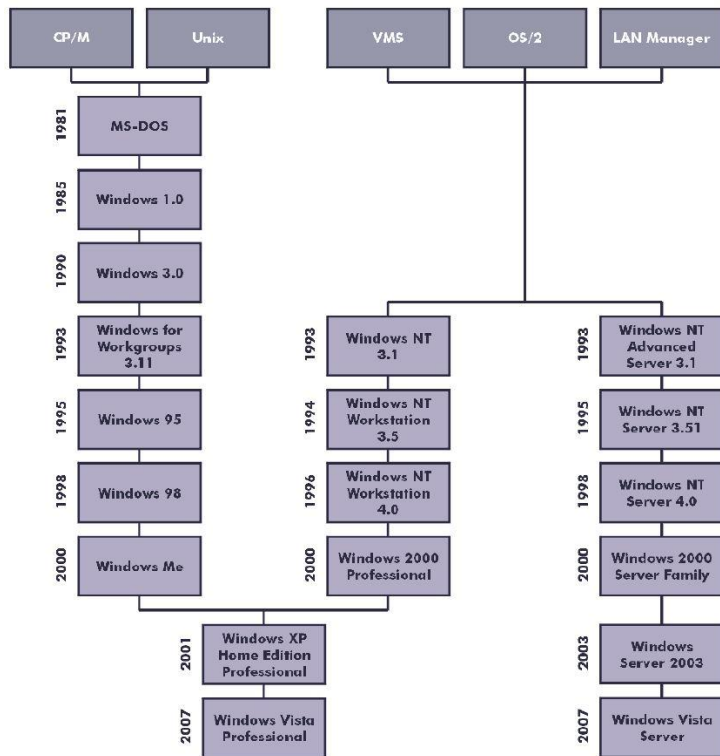 CP/M
Unix
VMS
OS/2
LAN Manager
1981
MS-DOS
1985
Windows 1.0
1990
Windows 3.0
1993
Windows for
Workgroups
3.11
1993
Windows NT
3.1
1993
Windows NT
Advanced
Server 3.1
1995
Windows 95
1994
Windows NT
Workstation
3.5
1995
Windows NT
Server 3.51
1998
Windows 98
1996
Windows NT
Workstation
4.0
1998
Windows NT
Server 4.0
2000
Windows Me
2000
Windows 2000
Professional
2000
Windows 2000
Server Family
2001
Windows XP
Home Edition
Professional
2003
Windows
Server 2003
2007
Windows Vista
Professional
2007
Windows Vista
Server